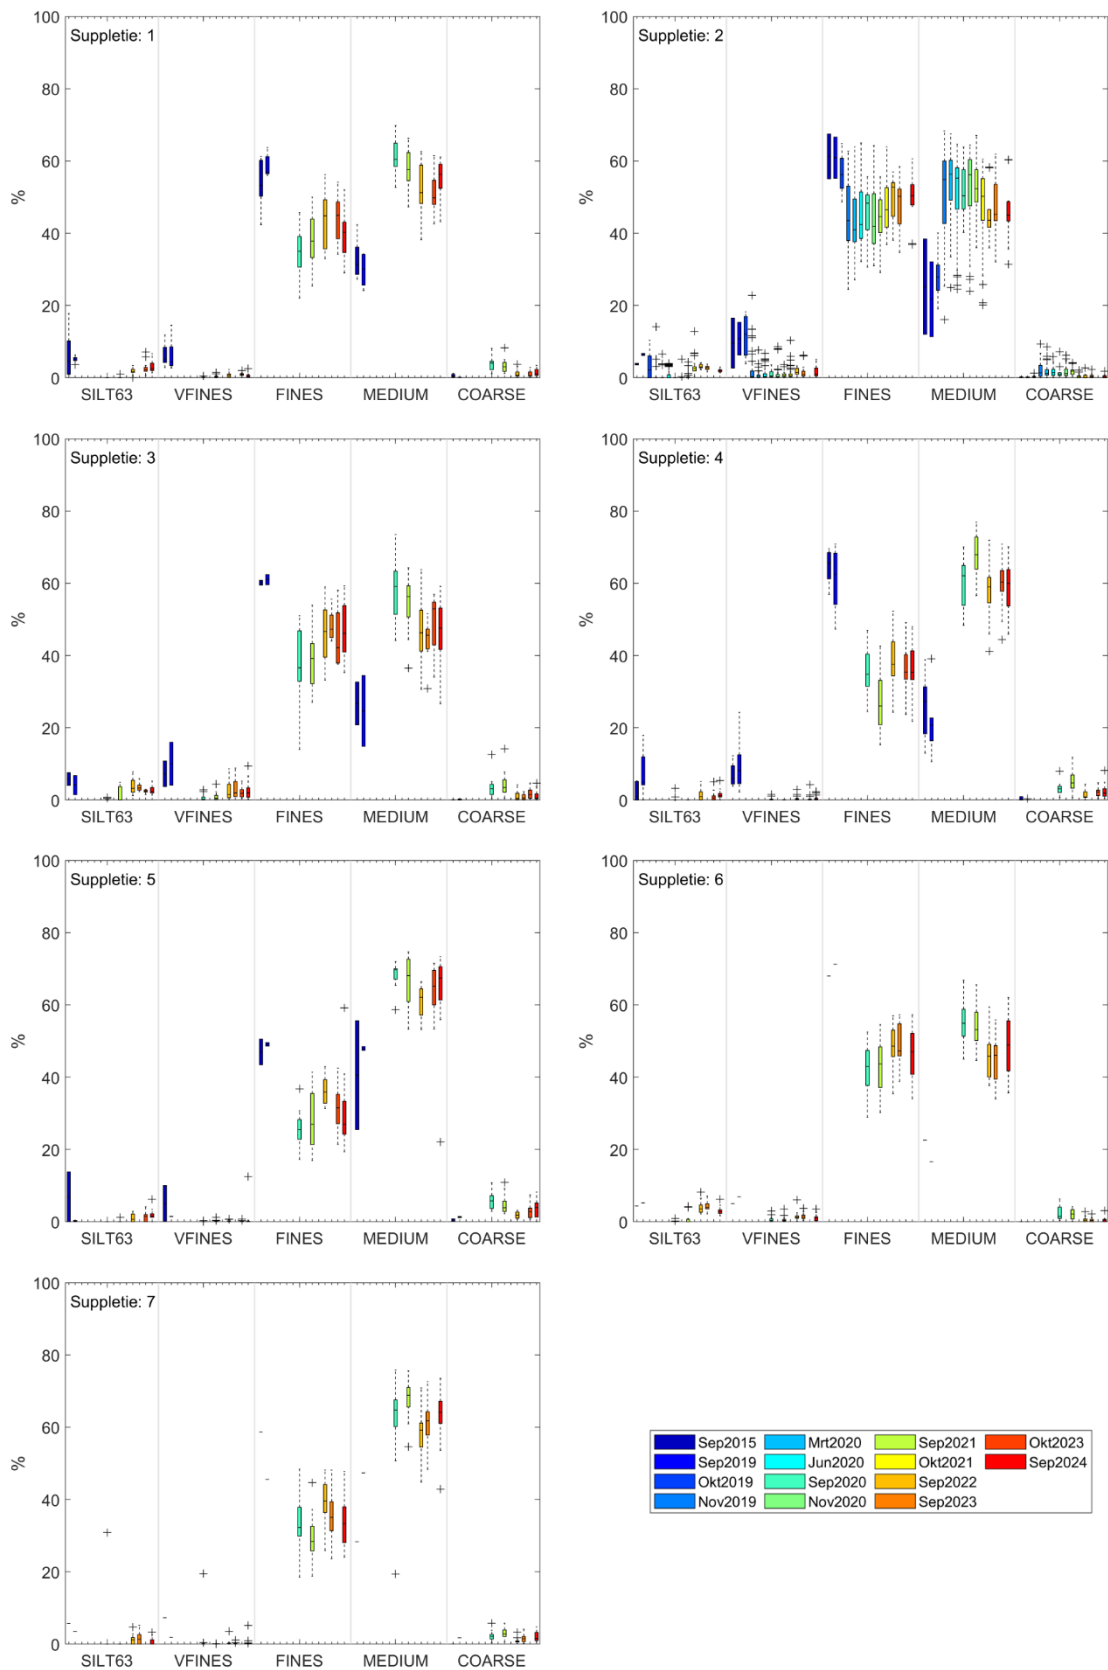 Suppletie: 1
100
80
60
40
20
0
%
SILT63 VFINES FINES MEDIUM COARSE
Suppletie: 2
100
80
60
40
20
0
%
SILT63 VFINES FINES MEDIUM COARSE
Suppletie: 3
100
80
60
40
20
0
%
SILT63 VFINES FINES MEDIUM COARSE
Suppletie: 4
100
80
60
40
20
0
%
SILT63 VFINES FINES MEDIUM COARSE
Suppletie: 5
100
80
60
40
20
0
%
SILT63 VFINES FINES MEDIUM COARSE
Suppletie: 6
100
80
60
40
20
0
%
SILT63 VFINES FINES MEDIUM COARSE
Suppletie: 7
100
80
60
40
20
0
%
SILT63 VFINES FINES MEDIUM COARSE
Sep2015 Mrt2020 Sep2021 Okt2023
Sep2019 Jun2020 Okt2021 Sep2024
Okt2019 Sep2020 Sep2022
Nov2019 Nov2020 Sep2023